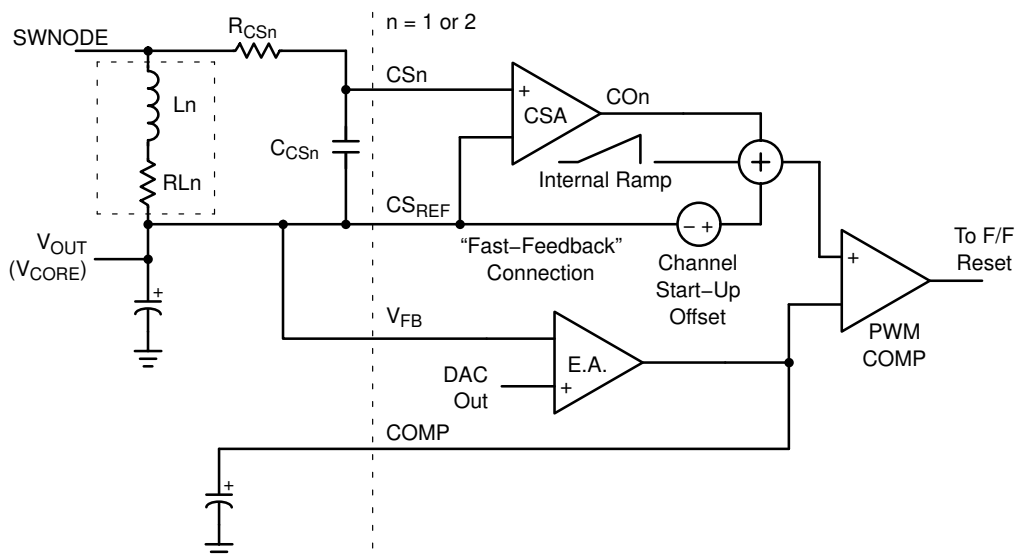 n = 1 or 2
SWNODE
RCSn
CSn
+
CSA
COn
Ln
CCSn
RLn
Internal Ramp
+
CSREF
− +
VOUT
(VCORE)
+
“Fast−Feedback”
Connection
Channel
Start−Up
Offset
+
To F/F
Reset
PWM
COMP
VFB
E.A.
DAC
Out
+
COMP
+